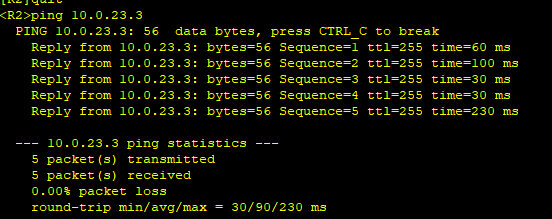 [R2]quit
<R2>ping 10.0.23.3
PING 10.0.23.3: 56 data bytes, press CTRL_C to break
Reply from 10.0.23.3: bytes=56 Sequence=1 ttl=255 time=60 ms
Reply from 10.0.23.3: bytes=56 Sequence=2 ttl=255 time=100 ms
Reply from 10.0.23.3: bytes=56 Sequence=3 ttl=255 time=30 ms
Reply from 10.0.23.3: bytes=56 Sequence=4 ttl=255 time=30 ms
Reply from 10.0.23.3: bytes=56 Sequence=5 ttl=255 time=230 ms
--- 10.0.23.3 ping statistics ---
5 packet(s) transmitted
5 packet(s) received
0.00% packet loss
round-trip min/avg/max = 30/90/230 ms